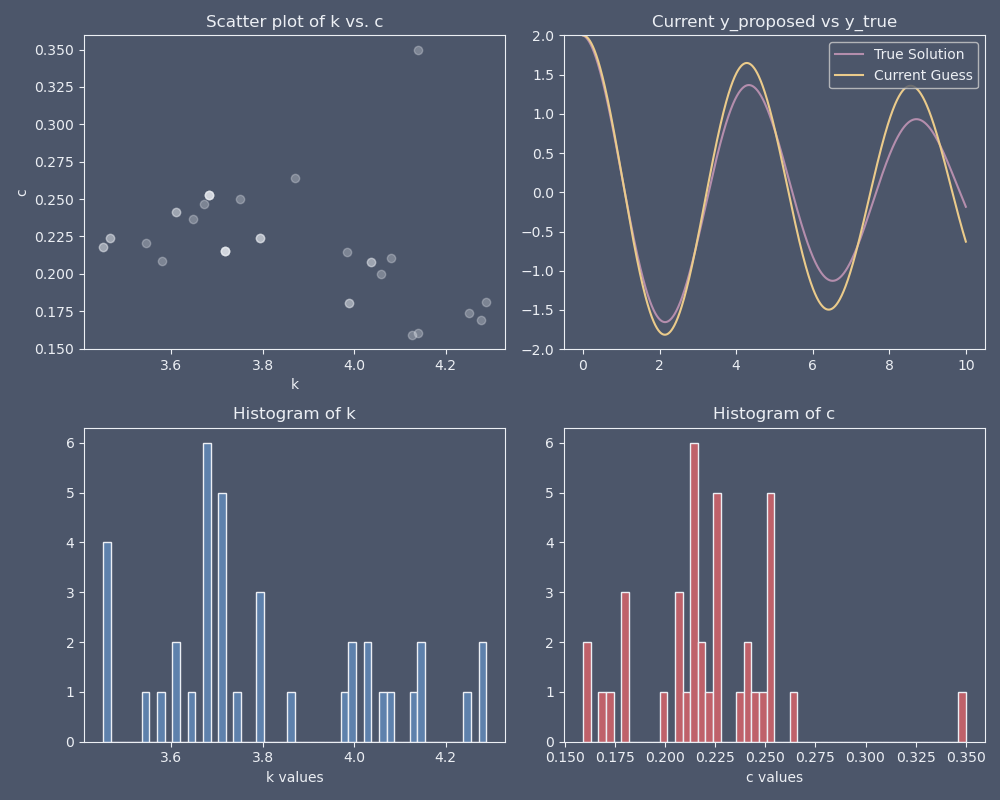 Scatter plot of k vs. c
0.350
0.325
0.300
0.275
0.250
0.225
0.200
0.175
0.150
c
3.6 3.8 4.0 4.2
k
Current y_proposed vs y_true
2.0
1.5
1.0
0.5
0.0
−0.5
−1.0
−1.5
−2.0
True Solution
Current Guess
0 2 4 6 8 10
Histogram of k
6
5
4
3
2
1
0
3.6 3.8 4.0 4.2
k values
Histogram of c
6
5
4
3
2
1
0
0.150 0.175 0.200 0.225 0.250 0.275 0.300 0.325 0.350
c values